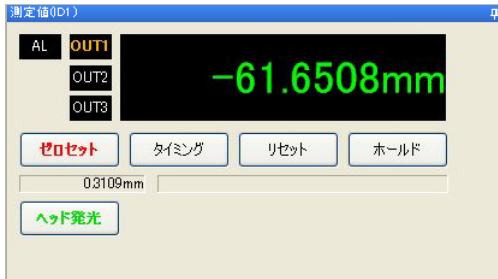 測定値(ID1)
AL OUT1
OUT2
OUT3
-61.6508mm
ゼロセット タイミング リセット ホールド
0.3109mm
ヘッド発光